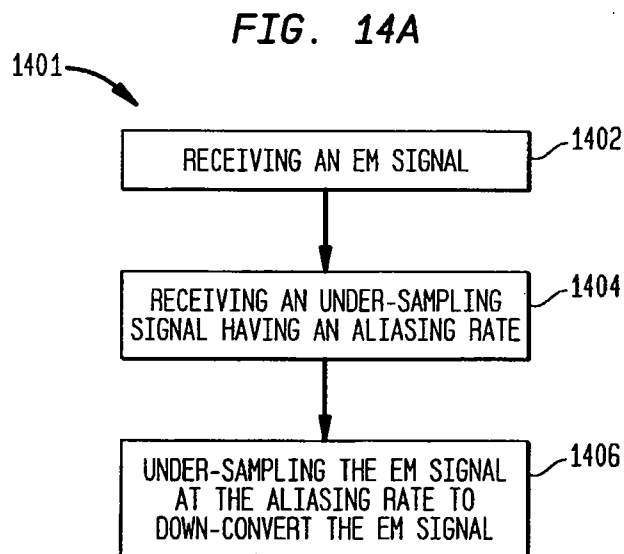 FIG. 14A
1401
RECEIVING AN EM SIGNAL
1402
RECEIVING AN UNDER-SAMPLING
SIGNAL HAVING AN ALIASING RATE
1404
UNDER-SAMPLING THE EM SIGNAL
AT THE ALIASING RATE TO
DOWN-CONVERT THE EM SIGNAL
1406